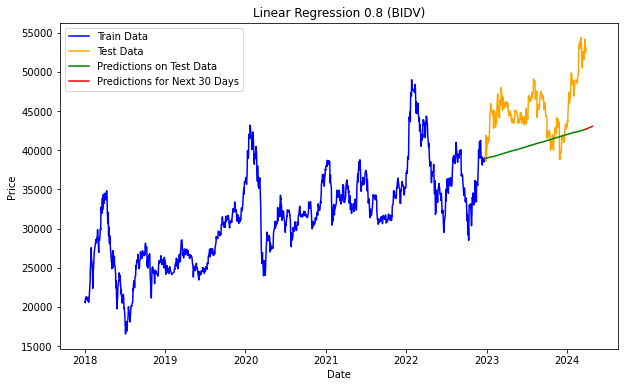 Linear Regression 0.8 (BIDV)
Train Data
Test Data
Predictions on Test Data
Predictions for Next 30 Days
Price
55000
50000
45000
40000
35000
30000
25000
20000
15000
2018
2019
2020
2021
2022
2023
2024
Date